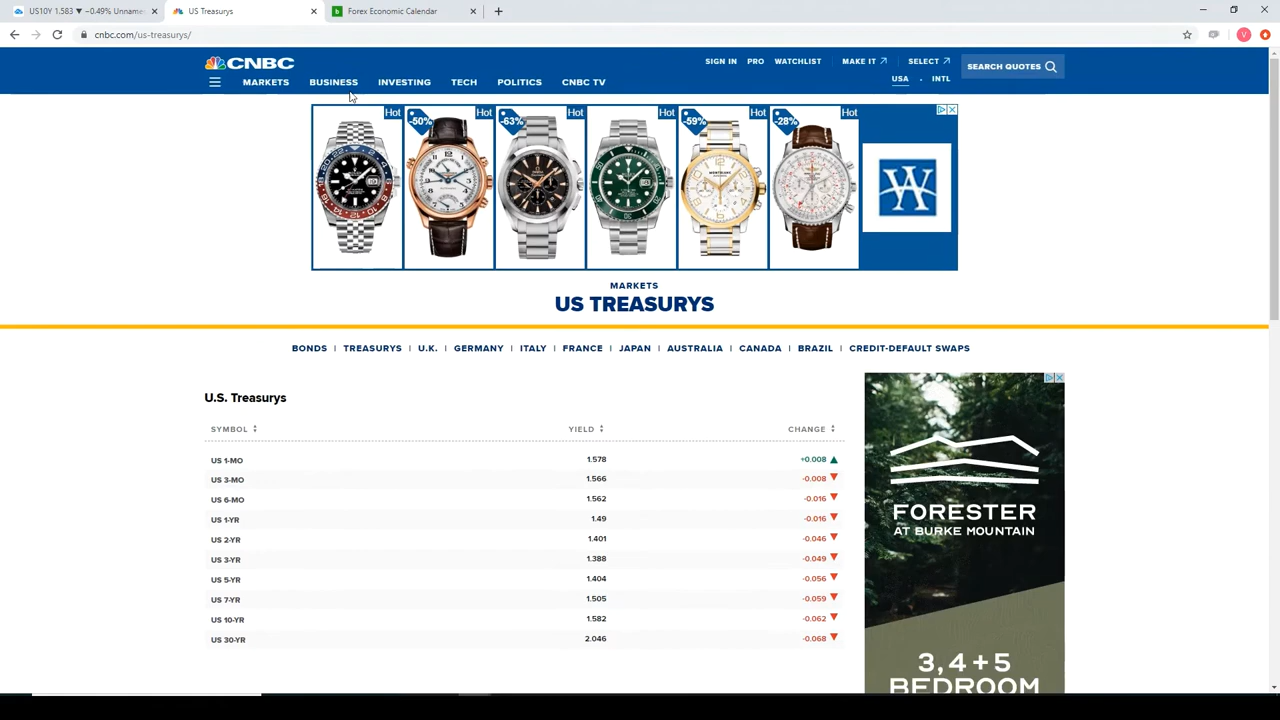 US10Y 1.583 ▼ −0.49% Unname
US Treasurys
Forex Economic Calendar
cnbc.com/us-treasurys/
V
CNBC
SIGN IN PRO WATCHLIST MAKE IT SELECT
SEARCH QUOTES
USA - INTL
MARKETS BUSINESS INVESTING TECH POLITICS CNBC TV
Hot -50% Hot -63% Hot Hot -59% Hot -28% Hot
MARKETS
US TREASURYS
BONDS | TREASURYS | U.K. | GERMANY | ITALY | FRANCE | JAPAN | AUSTRALIA | CANADA | BRAZIL | CREDIT-DEFAULT SWAPS
U.S. Treasurys
SYMBOL YIELD CHANGE
US 1-MO 1.578 +0.008
US 3-MO 1.566 -0.008
US 6-MO 1.562 -0.016
US 1-YR 1.49 -0.016
US 2-YR 1.401 -0.046
US 3-YR 1.388 -0.049
US 5-YR 1.404 -0.056
US 7-YR 1.505 -0.059
US 10-YR 1.582 -0.062
US 30-YR 2.046 -0.068
FORESTER
AT BURKE MOUNTAIN
3,4+5
BEDROOM